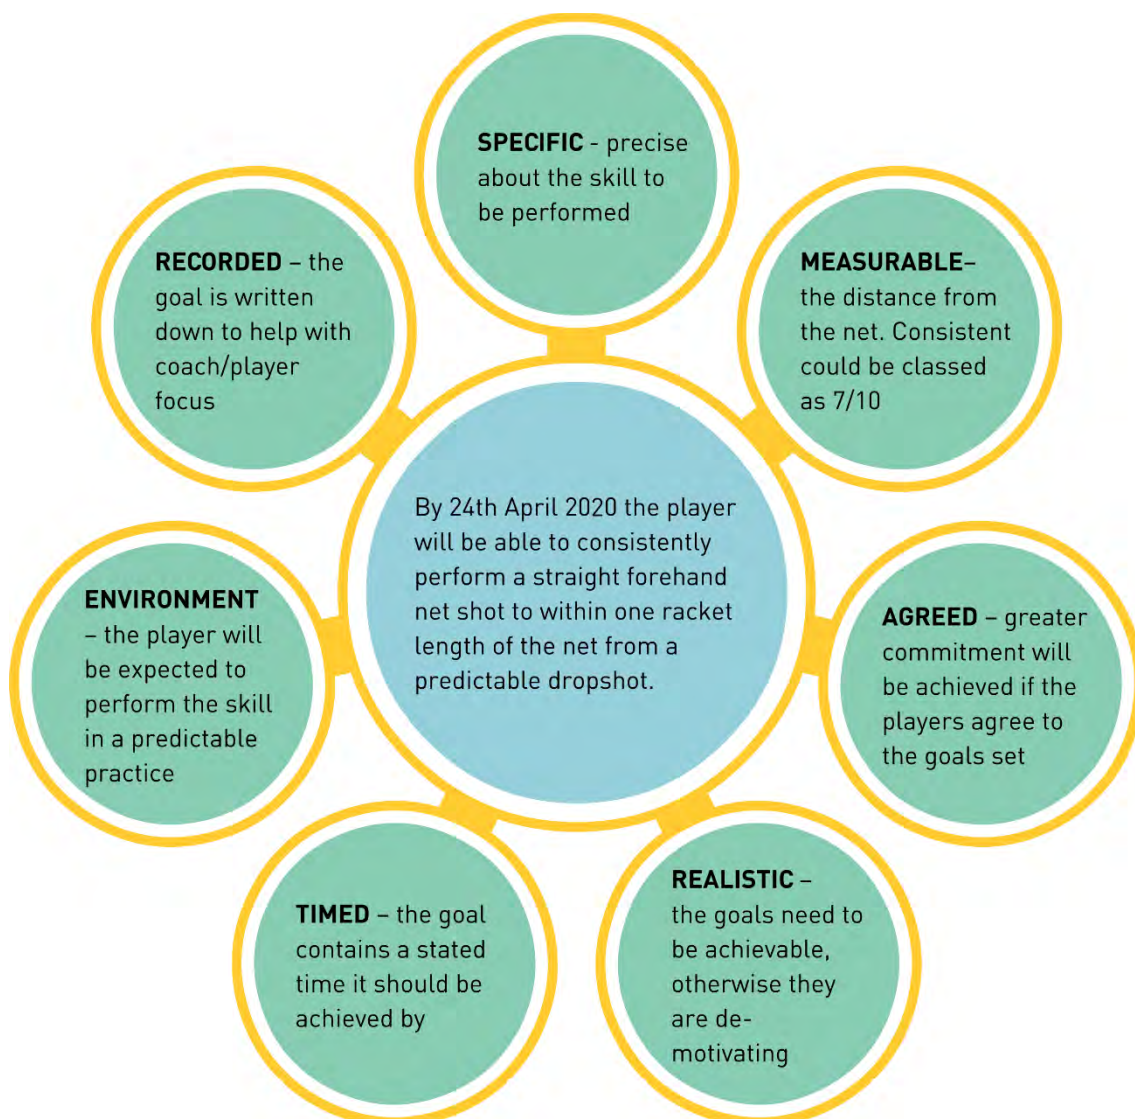 SPECIFIC - precise
about the skill to
be performed
MEASURABLE–
the distance from
the net. Consistent
could be classed
as 7/10
AGREED – greater
commitment will
be achieved if the
players agree to
the goals set
REALISTIC –
the goals need to
be achievable,
otherwise they
are de-
motivating
TIMED – the goal
contains a stated
time it should be
achieved by
ENVIRONMENT
– the player will
be expected to
perform the skill
in a predictable
practice
RECORDED – the
goal is written
down to help with
coach/player
focus
By 24th April 2020 the player
will be able to consistently
perform a straight forehand
net shot to within one racket
length of the net from a
predictable dropshot.